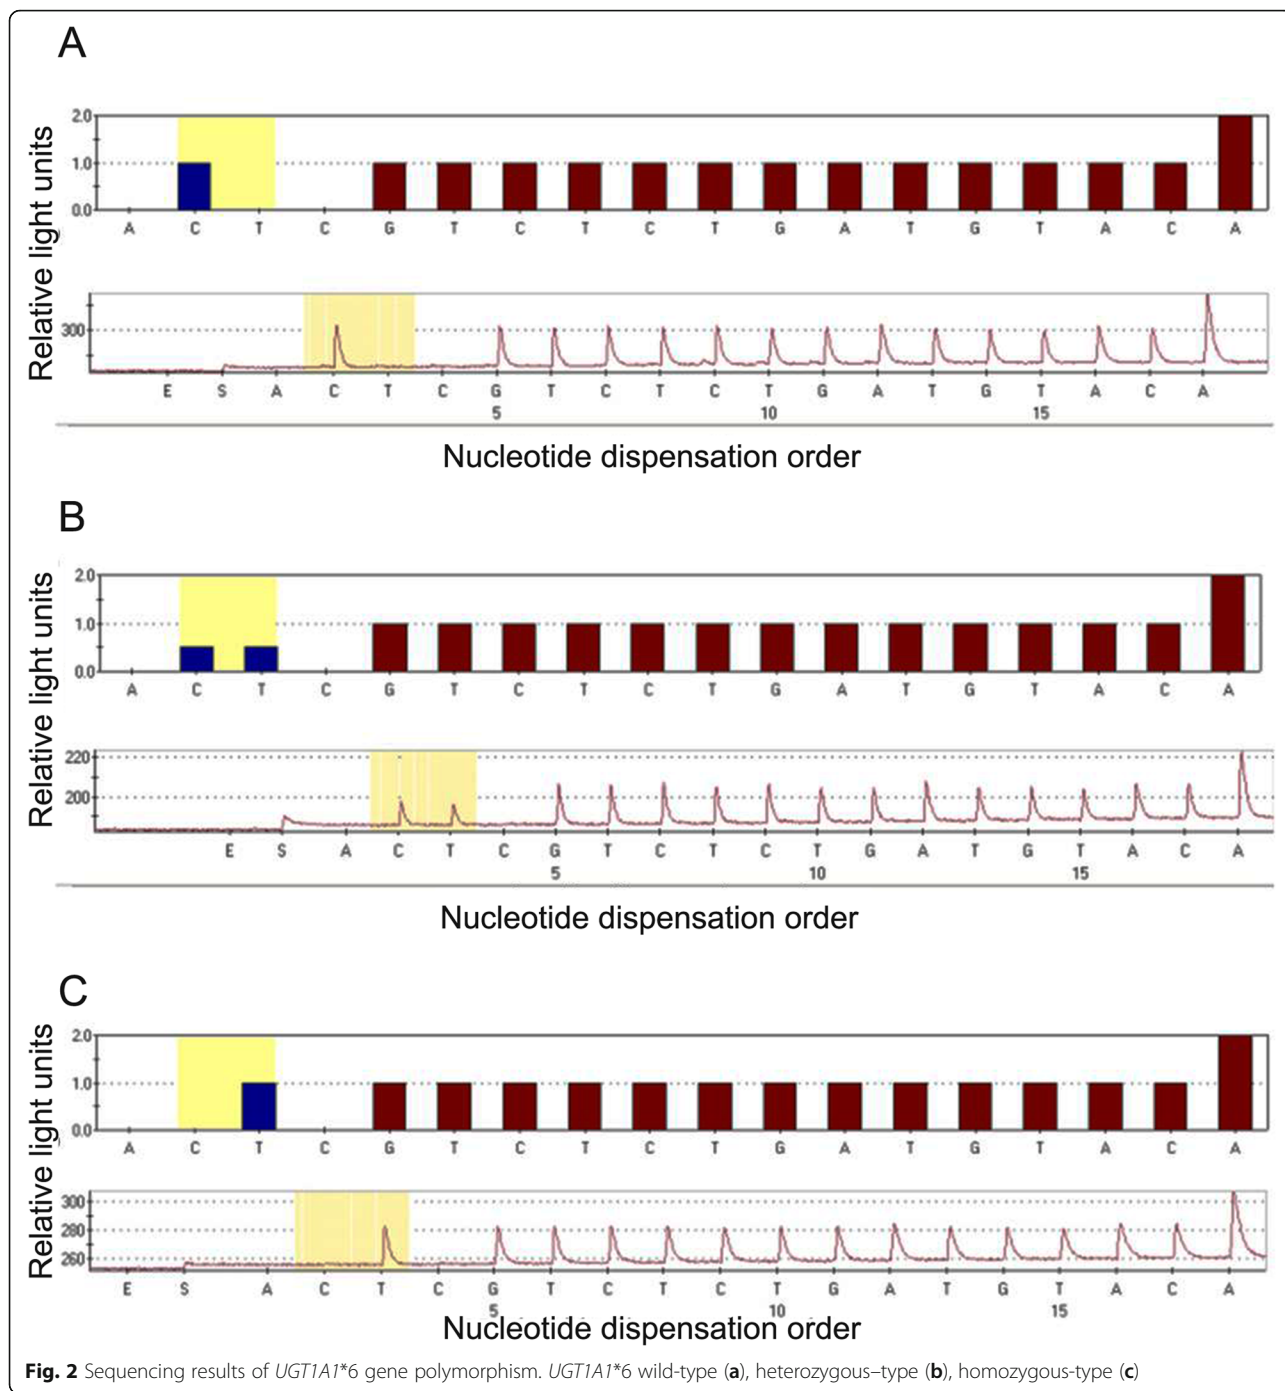 A
Relative light units
2.0
1.0
0.0
A C T C G T C T C T G A T G T A C A
300
E S A C T C G T C T C T G A T G T A C A
5 10 15
Nucleotide dispensation order
B
Relative light units
2.0
1.0
0.0
A C T C G T C T C T G A T G T A C A
220
200
E S A C T C G T C T C T G A T G T A C A
5 10 15
Nucleotide dispensation order
C
Relative light units
2.0
1.0
0.0
A C T C G T C T C T G A T G T A C A
300
280
260
E S A C T C G T C T C T G A T G T A C A
5 10 15
Nucleotide dispensation order
Fig. 2 Sequencing results of UGT1A1*6 gene polymorphism. UGT1A1*6 wild-type (a), heterozygous–type (b), homozygous-type (c)